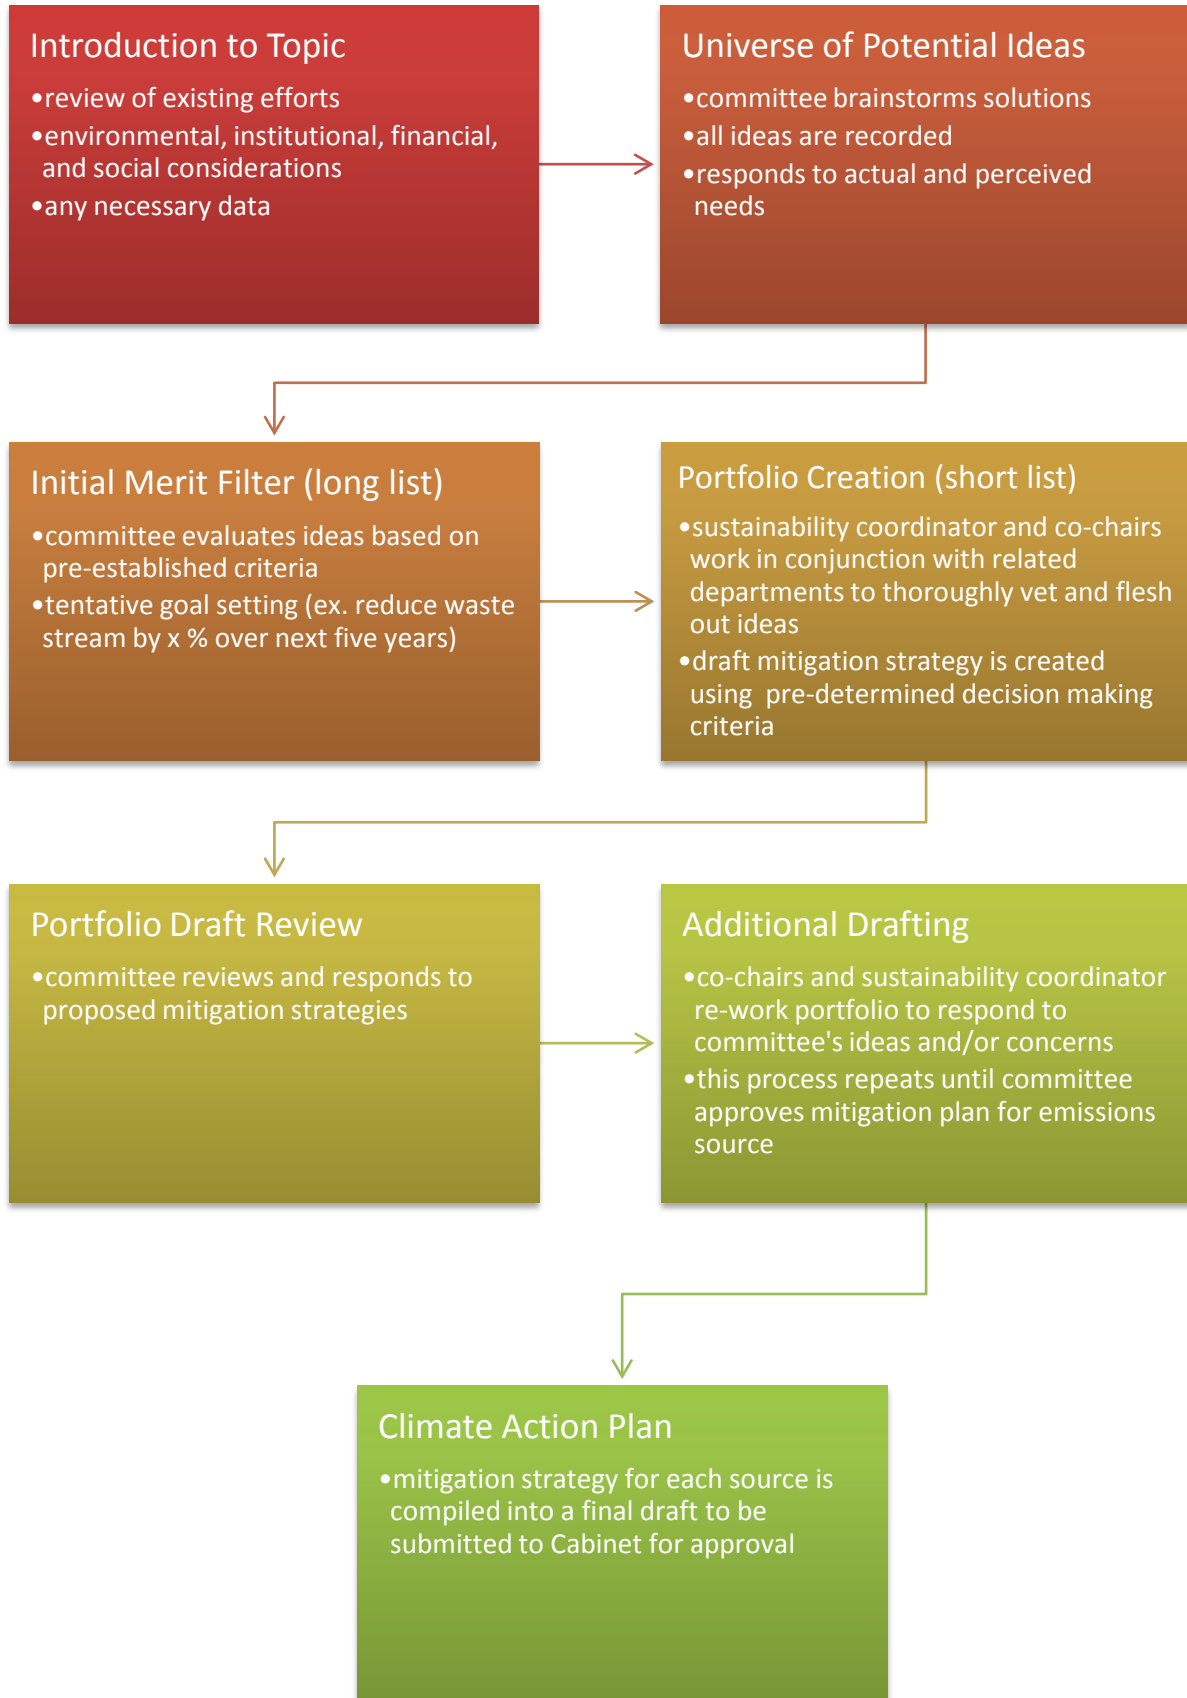 Introduction to Topic
•review of existing efforts
•environmental, institutional, financial,
and social considerations
•any necessary data
Universe of Potential Ideas
•committee brainstorms solutions
•all ideas are recorded
•responds to actual and perceived
needs
Initial Merit Filter (long list)
•committee evaluates ideas based on
pre-established criteria
•tentative goal setting (ex. reduce waste
stream by x % over next five years)
Portfolio Creation (short list)
•sustainability coordinator and co-chairs
work in conjunction with related
departments to thoroughly vet and flesh
out ideas
•draft mitigation strategy is created
using  pre-determined decision making
criteria
Portfolio Draft Review
•committee reviews and responds to
proposed mitigation strategies
Additional Drafting
•co-chairs and sustainability coordinator
re-work portfolio to respond to
committee's ideas and/or concerns
•this process repeats until committee
approves mitigation plan for emissions
source
Climate Action Plan
•mitigation strategy for each source is
compiled into a final draft to be
submitted to Cabinet for approval